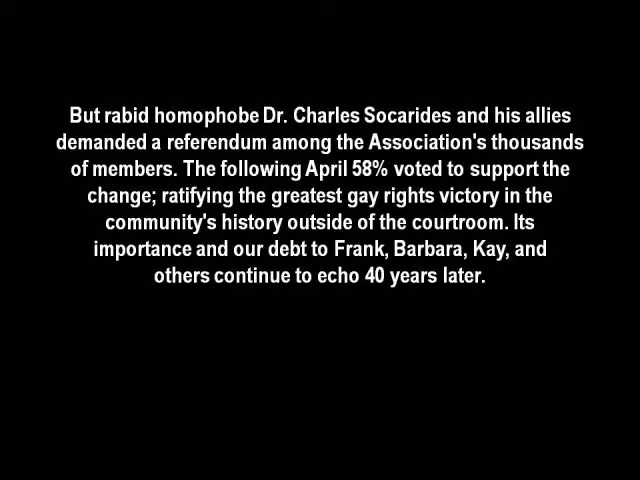 But rabid homophobe Dr. Charles Socarides and his allies
demanded a referendum among the Association's thousands
of members. The following April 58% voted to support the
change; ratifying the greatest gay rights victory in the
community's history outside of the courtroom. Its
importance and our debt to Frank, Barbara, Kay, and
others continue to echo 40 years later.